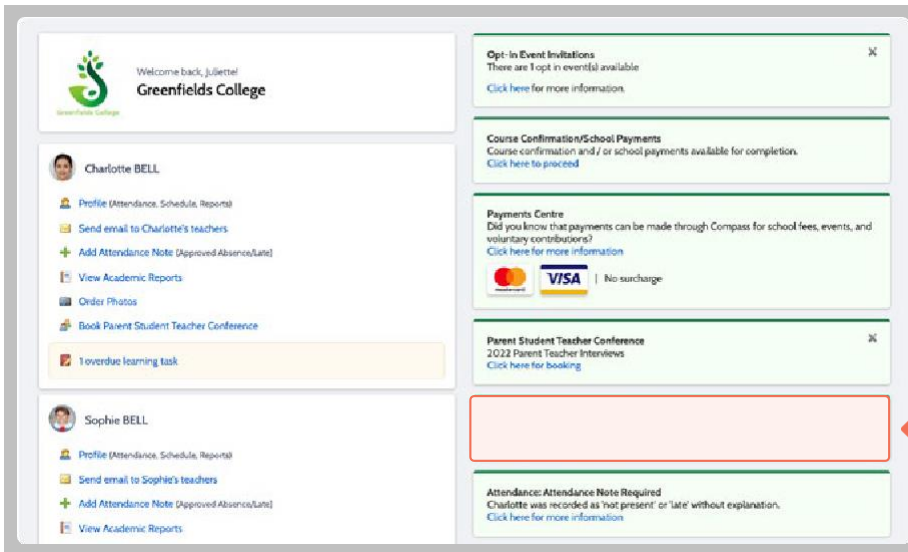 Welcome back, Juliette!
Greenfields College
Greenfields College
Charlotte BELL
Profile (Attendance, Schedule, Reports)
Send email to Charlotte's teachers
Add Attendance Note (Approved Absence/Late)
View Academic Reports
Order Photos
Book Parent Student Teacher Conference
1 overdue learning task
Sophie BELL
Profile (Attendance, Schedule, Reports)
Send email to Sophie's teachers
Add Attendance Note (Approved Absence/Late)
View Academic Reports
Opt-in Event Invitations
There are 1 opt in event(s) available
Click here for more information.
Course Confirmation/School Payments
Course confirmation and / or school payments available for completion.
Click here to proceed
Payments Centre
Did you know that payments can be made through Compass for school fees, events, and
voluntary contributions?
Click here for more information
mastercard VISA | No surcharge
Parent Student Teacher Conference
2022 Parent Teacher Interviews
Click here for booking
Attendance: Attendance Note Required
Charlotte was recorded as 'not present' or 'late' without explanation.
Click here for more information